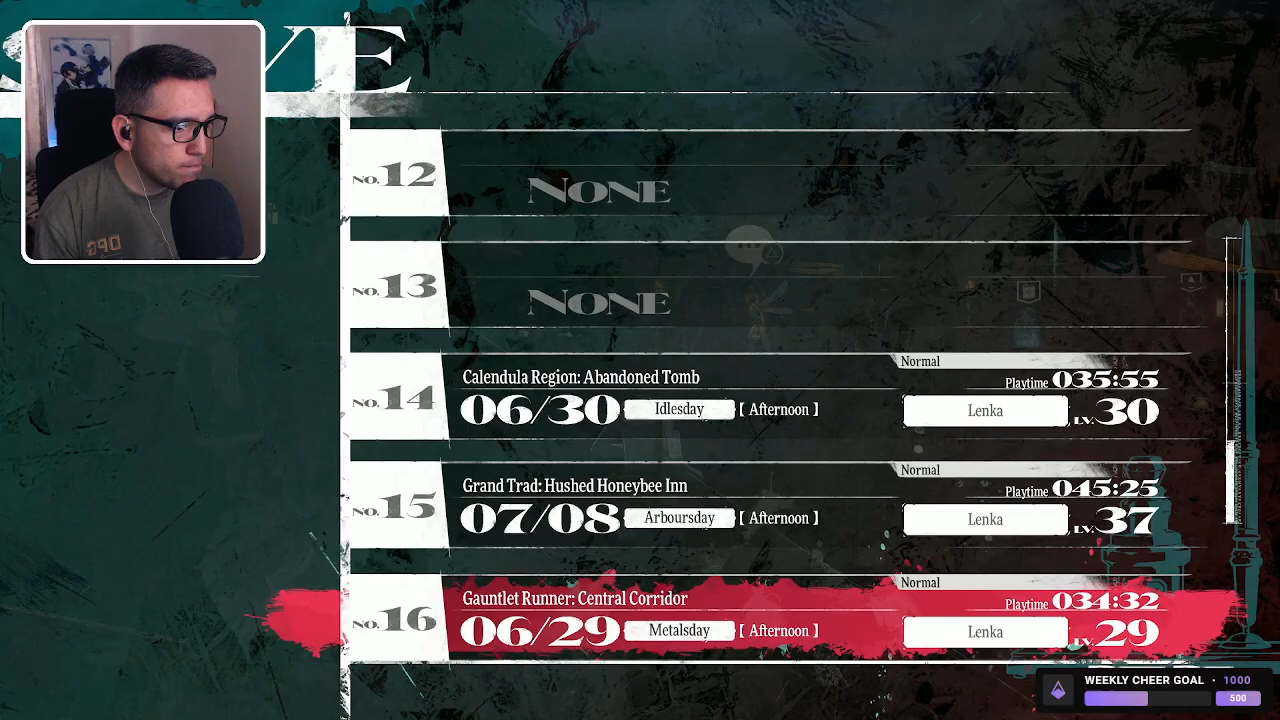 No.12
None
No.13
None
No.14
Calendula Region: Abandoned Tomb
Normal
Playtime 035:55
06/30 Idlesday [ Afternoon ]
Lenka
LV.30
No.15
Grand Trad: Hushed Honeybee Inn
Normal
Playtime 045:25
07/08 Arboursday [ Afternoon ]
Lenka
LV.37
No.16
Gauntlet Runner: Central Corridor
Normal
Playtime 034:32
06/29 Metalsday [ Afternoon ]
Lenka
LV.29
WEEKLY CHEER GOAL · 1000
500